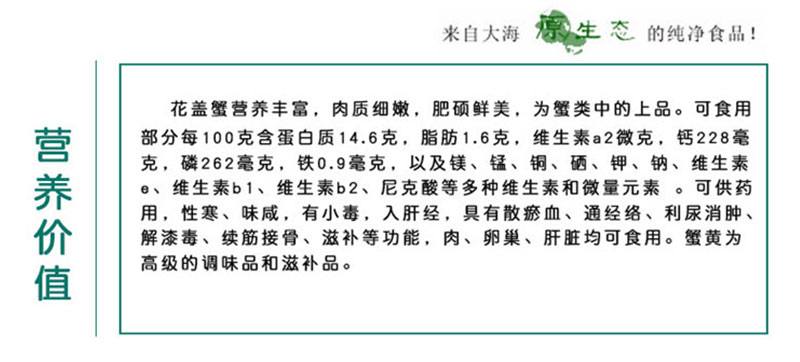 来自大海 原生态 的纯净食品！
营养价值
花盖蟹营养丰富，肉质细嫩，肥硕鲜美，为蟹类中的上品。可食用
部分每100克含蛋白质14.6克，脂肪1.6克，维生素a2微克，钙228毫
克，磷262毫克，铁0.9毫克，以及镁、锰、铜、硒、钾、钠、维生素
e、维生素b1、维生素b2、尼克酸等多种维生素和微量元素 。可供药
用，性寒、味咸，有小毒，入肝经，具有散瘀血、通经络、利尿消肿、
解漆毒、续筋接骨、滋补等功能，肉、卵巢、肝脏均可食用。蟹黄为
高级的调味品和滋补品。